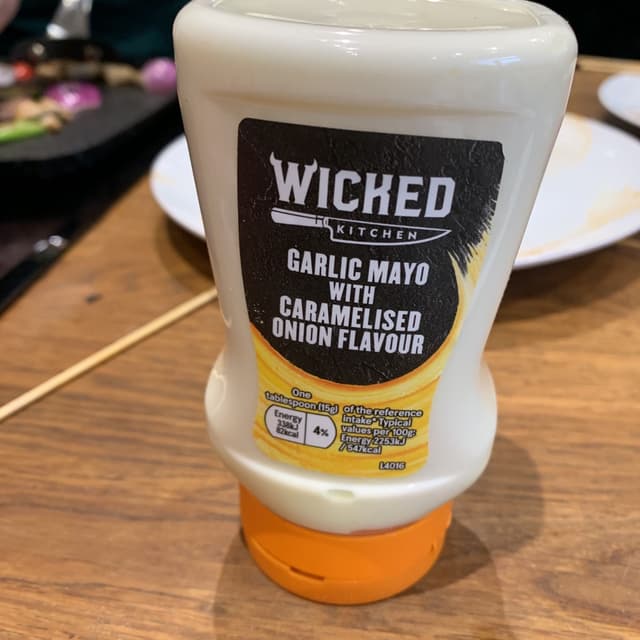 WICKED
KITCHEN
GARLIC MAYO
WITH
CARAMELISED
ONION FLAVOUR
One
tablespoon (15g)
Energy
338kJ
82kcal
4%
of the reference
intake* Typical
values per 100g:
Energy 2253kJ
/ 547kcal
L4016